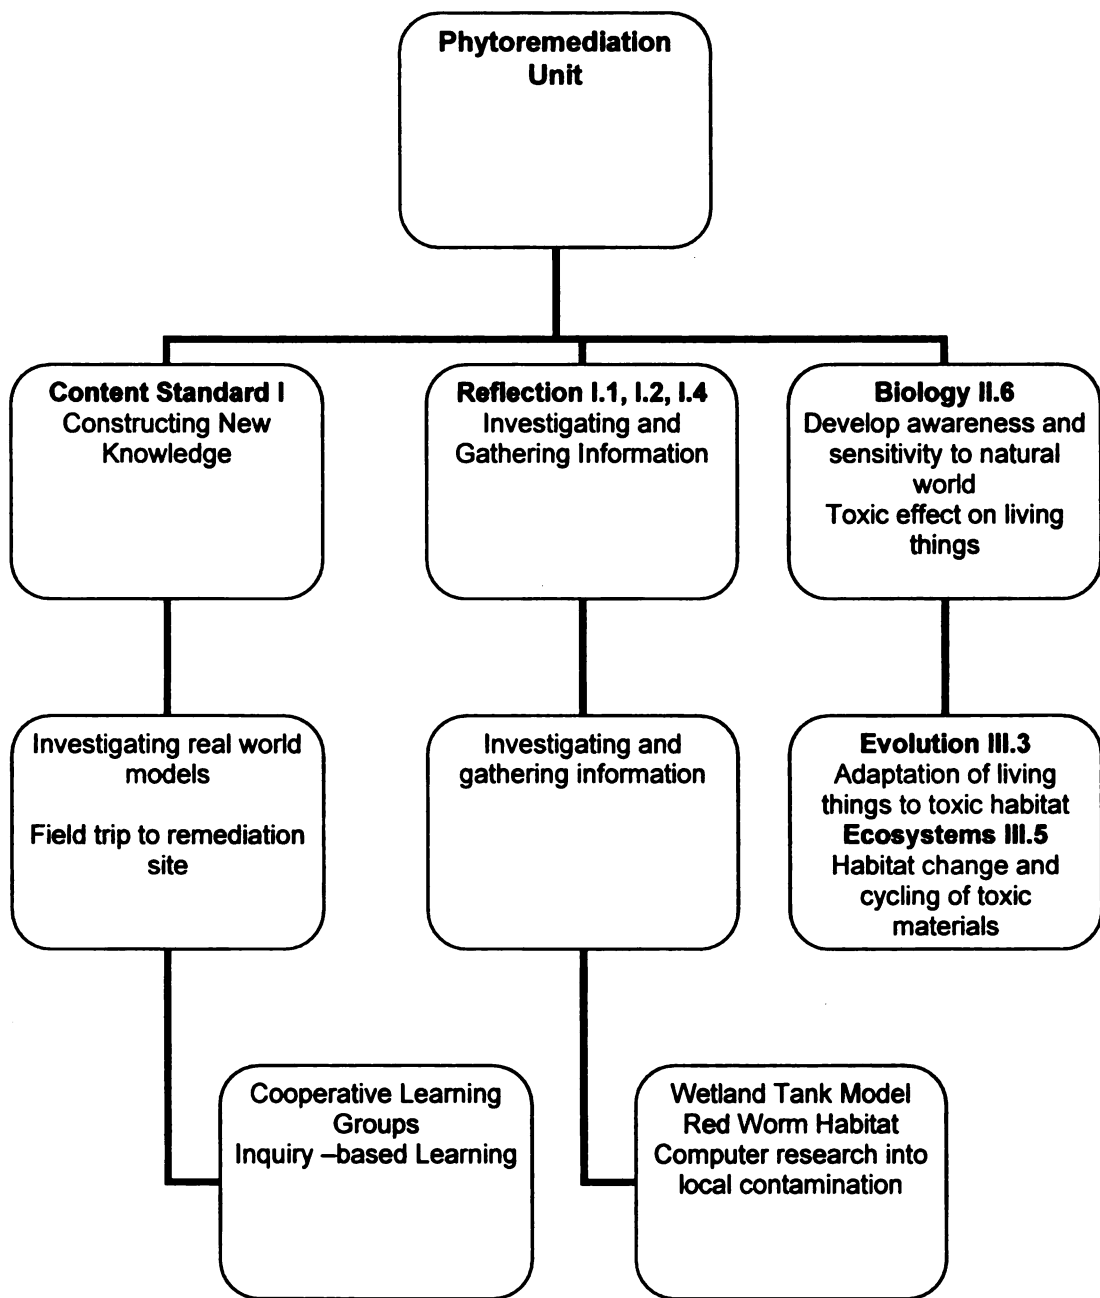 Phytoremediation
Unit
Content Standard I
Constructing New
Knowledge
Reflection I.1, I.2, I.4
Investigating and
Gathering Information
Biology II.6
Develop awareness and
sensitivity to natural
world
Toxic effect on living
things
Investigating real world
models
Field trip to remediation
site
Investigating and
gathering information
Evolution III.3
Adaptation of living
things to toxic habitat
Ecosystems III.5
Habitat change and
cycling of toxic
materials
Cooperative Learning
Groups
Inquiry –based Learning
Wetland Tank Model
Red Worm Habitat
Computer research into
local contamination